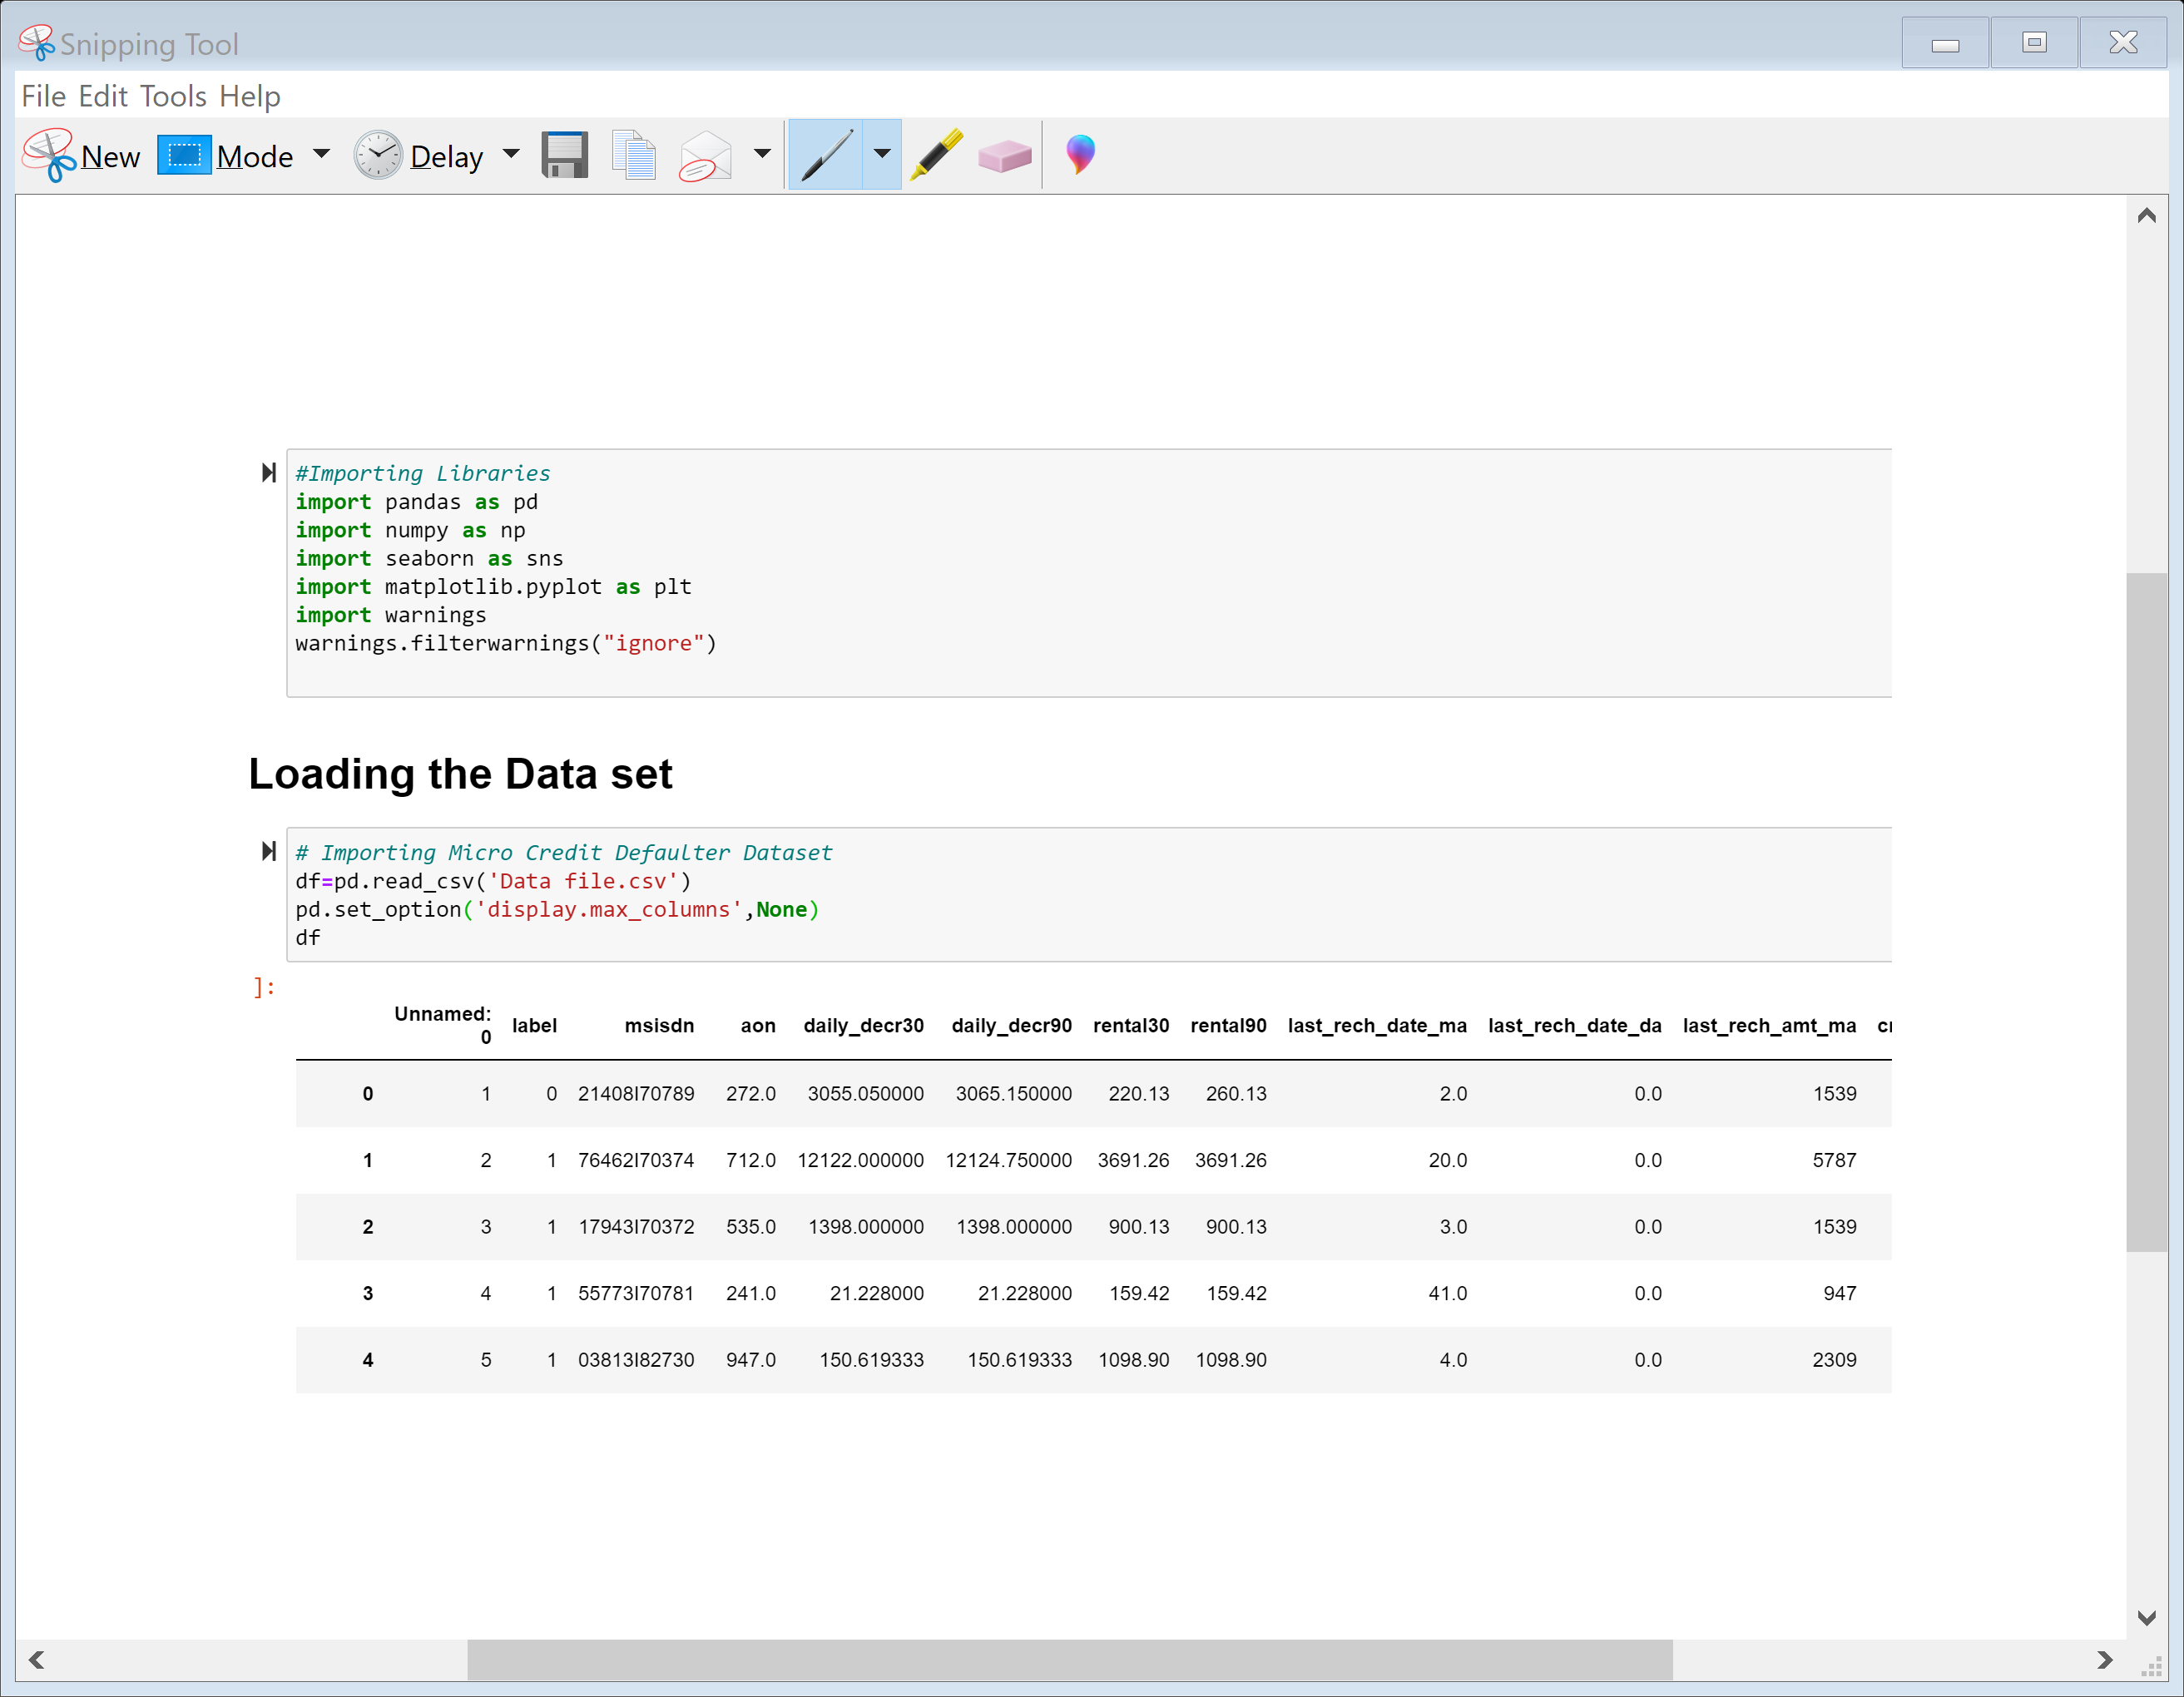 Snipping Tool
File Edit Tools Help
New Mode Delay
#Importing Libraries
import pandas as pd
import numpy as np
import seaborn as sns
import matplotlib.pyplot as plt
import warnings
warnings.filterwarnings("ignore")
Loading the Data set
# Importing Micro Credit Defaulter Dataset
df=pd.read_csv('Data file.csv')
pd.set_option('display.max_columns',None)
df
]:
Unnamed: 0 label msisdn aon daily_decr30 daily_decr90 rental30 rental90 last_rech_date_ma last_rech_date_da last_rech_amt_ma
0 1 0 21408I70789 272.0 3055.050000 3065.150000 220.13 260.13 2.0 0.0 1539
1 2 1 76462I70374 712.0 12122.000000 12124.750000 3691.26 3691.26 20.0 0.0 5787
2 3 1 17943I70372 535.0 1398.000000 1398.000000 900.13 900.13 3.0 0.0 1539
3 4 1 55773I70781 241.0 21.228000 21.228000 159.42 159.42 41.0 0.0 947
4 5 1 03813I82730 947.0 150.619333 150.619333 1098.90 1098.90 4.0 0.0 2309